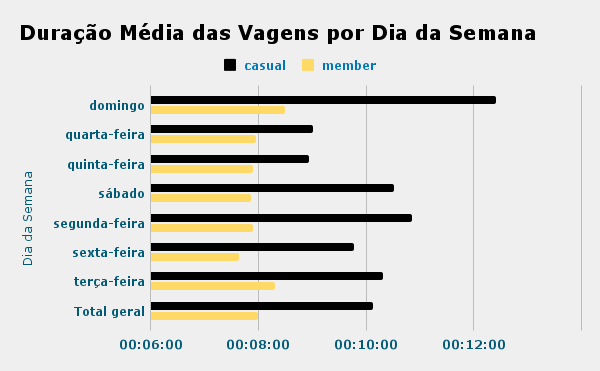 Duração Média das Vagens por Dia da Semana
casual member
domingo
quarta-feira
quinta-feira
sábado
segunda-feira
sexta-feira
terça-feira
Total geral
Dia da Semana
00:06:00 00:08:00 00:10:00 00:12:00